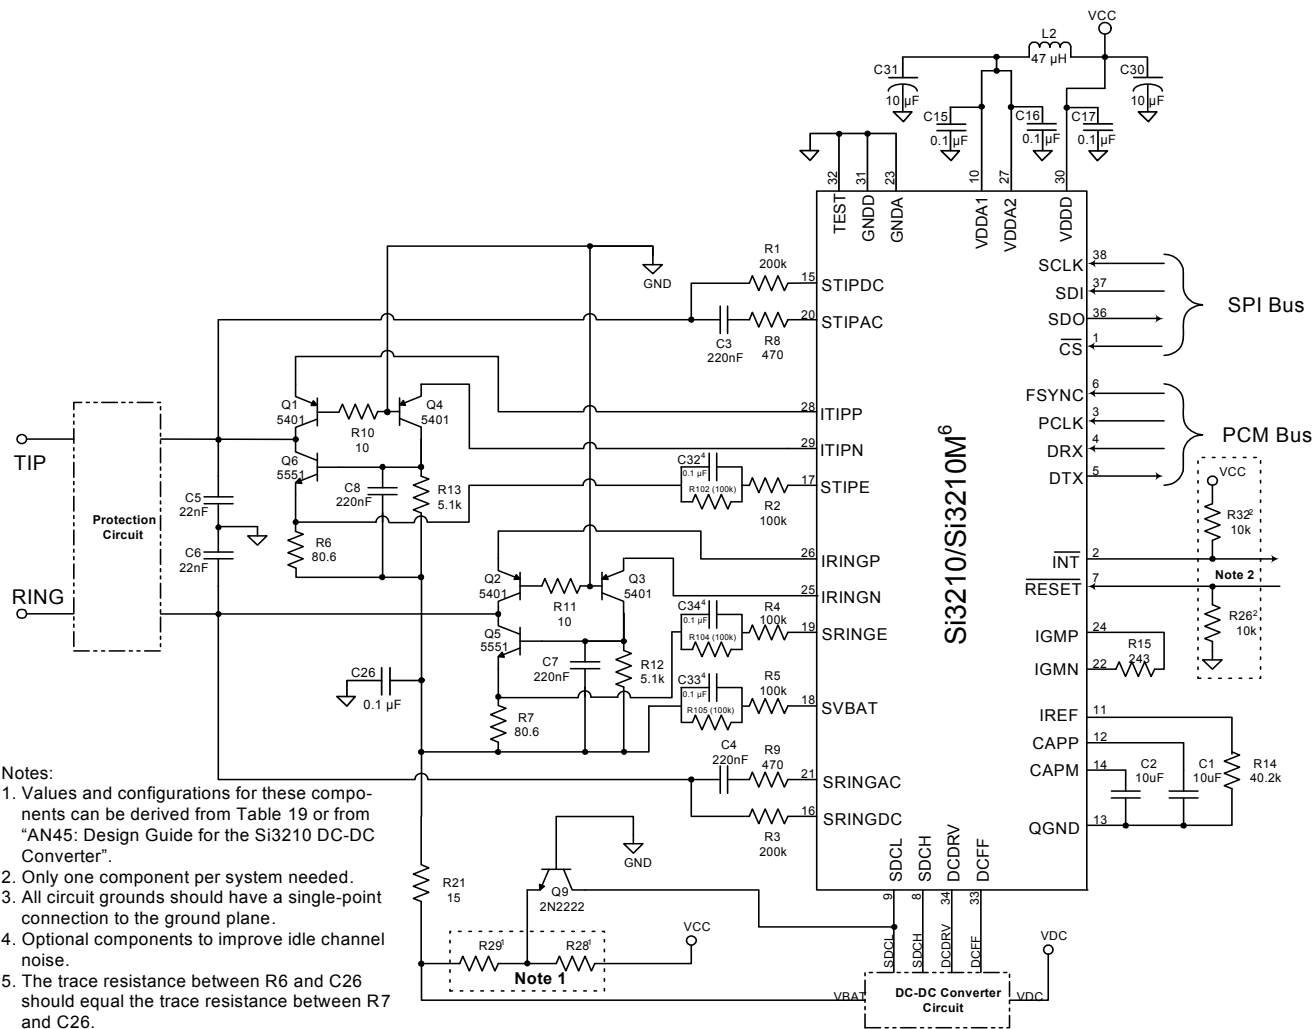 VCC
L2
47 µH
C31
10 µF
C30
10 µF
C15
0.1 µF
C16
0.1 µF
C17
0.1 µF
32
31
23
10
27
30
TEST
GNDD
GNDA
VDDA1
VDDA2
VDDD
GND
R1
200k
15
STIPDC
20
STIPAC
C3
220nF
R8
470
SCLK
38
SDI
37
SDO
36
CS
1
SPI Bus
FSYNC
6
PCLK
3
DRX
4
DTX
5
PCM Bus
Q1
5401
R10
10
Q4
5401
28
ITIPP
29
ITIPN
TIP
Q6
5551
C8
220nF
R13
5.1k
C32⁴
0.1 µF
R102 (100k)
R2
100k
17
STIPE
Protection
Circuit
C5
22nF
C6
22nF
R6
80.6
RING
Si3210/Si3210M⁶
VCC
R32²
10k
INT
2
Note 2
RESET
7
R26²
10k
26
IRINGP
25
IRINGN
Q2
5401
R11
10
Q3
5401
Q5
5551
C7
220nF
R12
5.1k
C34⁴
0.1 µF
R104 (100k)
R4
100k
19
SRINGE
IGMP
24
R15
243
IGMN
22
C26
0.1 µF
R7
80.6
C33⁴
0.1 µF
R105 (100k)
R5
100k
18
SVBAT
IREF
11
CAPP
12
CAPM
14
C2
10uF
C1
10uF
R14
40.2k
QGND
13
C4
220nF
R9
470
21
SRINGAC
16
SRINGDC
R3
200k
SDCL
SDCH
DCDRV
DCFF
9
8
34
33
SDCL
SDCH
DCDRV
DCFF
GND
Q9
2N2222
R21
15
R29¹
R28¹
Note 1
VCC
VDC
VBAT
DC-DC Converter
Circuit
VDC
Notes:
1. Values and configurations for these compo-
nents can be derived from Table 19 or from
“AN45: Design Guide for the Si3210 DC-DC
Converter”.
2. Only one component per system needed.
3. All circuit grounds should have a single-point
connection to the ground plane.
4. Optional components to improve idle channel
noise.
5. The trace resistance between R6 and C26
should equal the trace resistance between R7
and C26.